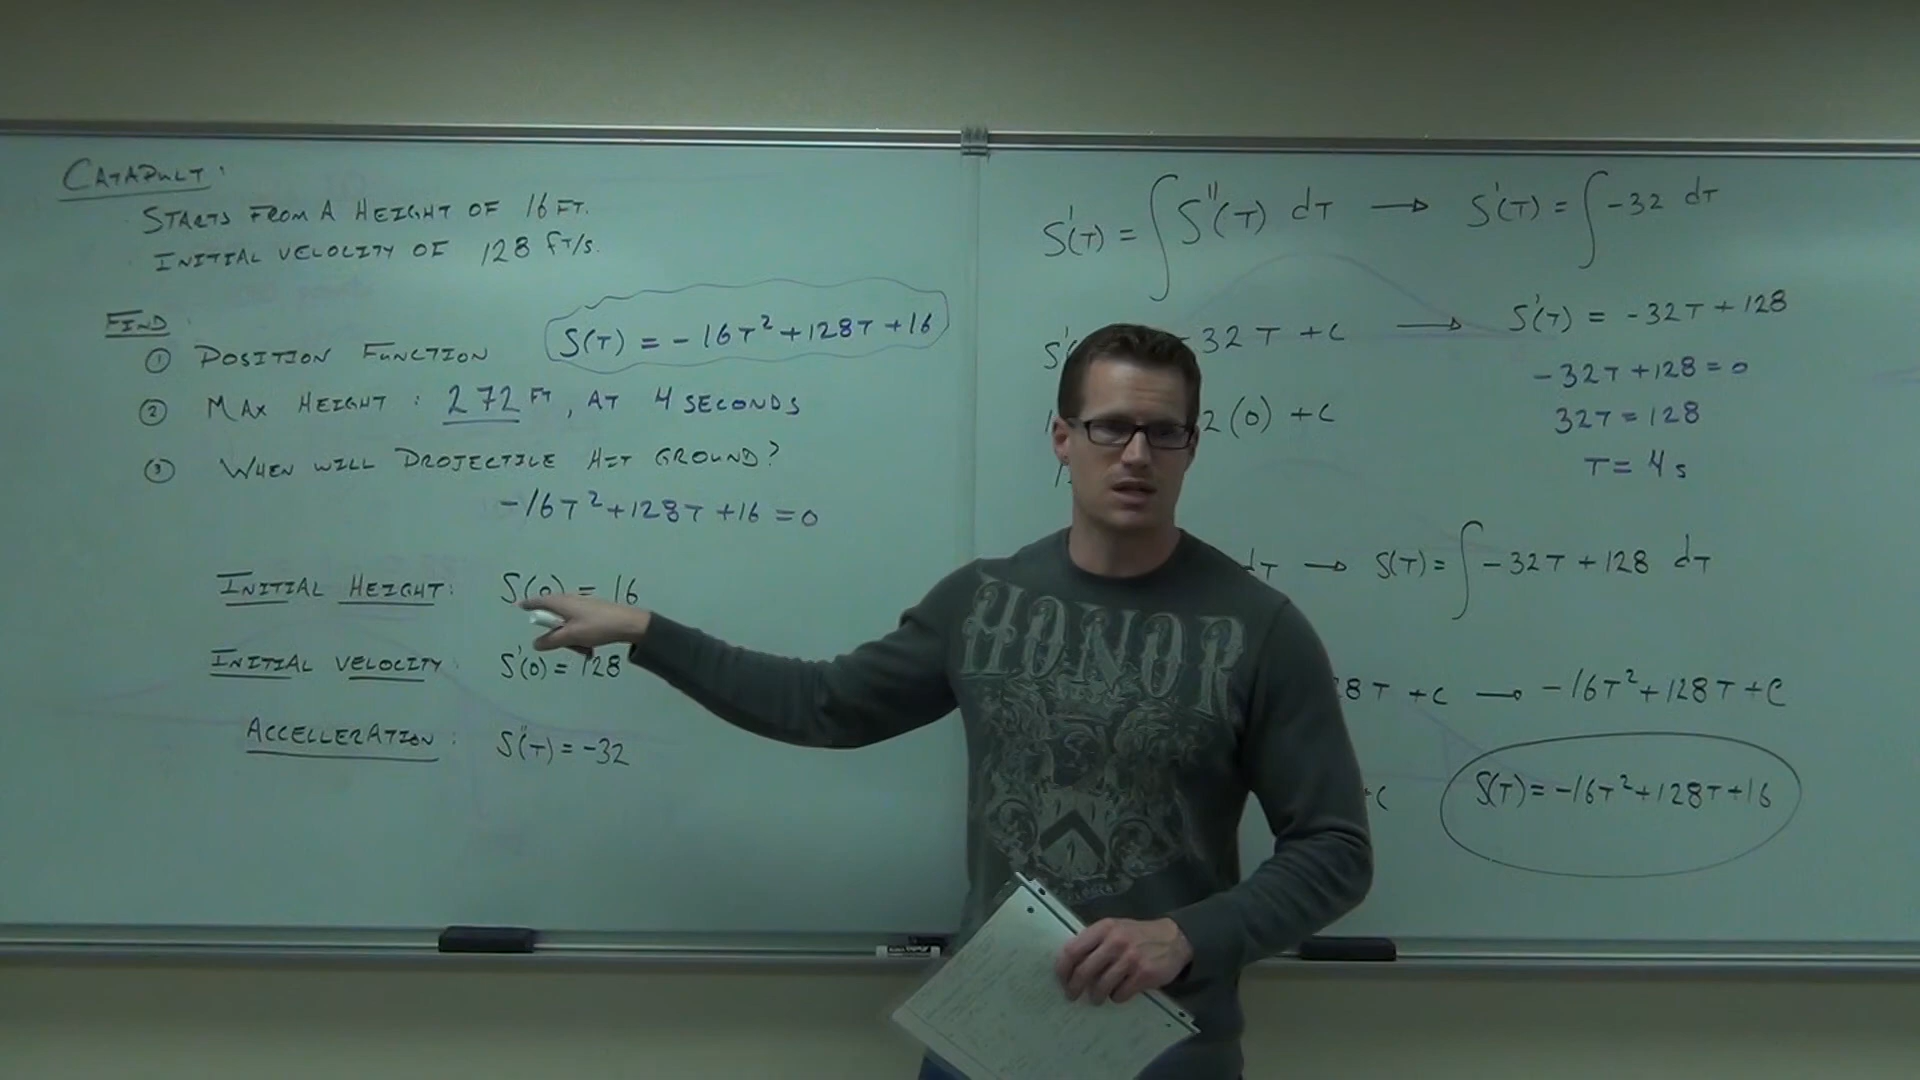 CATAPULT:
STARTS FROM A HEIGHT OF 16 FT.
INITIAL VELOCITY OF 128 FT/S.
FIND
① POSITION FUNCTION S(T) = -16T² + 128T + 16
② MAX HEIGHT : 272 FT, AT 4 SECONDS
③ WHEN WILL PROJECTILE HIT GROUND?
-16T² + 128T + 16 = 0
INITIAL HEIGHT: S(0) = 16
INITIAL VELOCITY: S'(0) = 128
ACCELLERATION: S"(T) = -32
S'(T) = ∫ S"(T) dT → S'(T) = ∫ -32 dT
32T + C → S'(T) = -32T + 128
-32T + 128 = 0
2(0) + C
32T = 128
T = 4 S
dT → S(T) = ∫ -32T + 128 dT
8T + C → -16T² + 128T + C
+C S(T) = -16T² + 128T + 16
HONOR